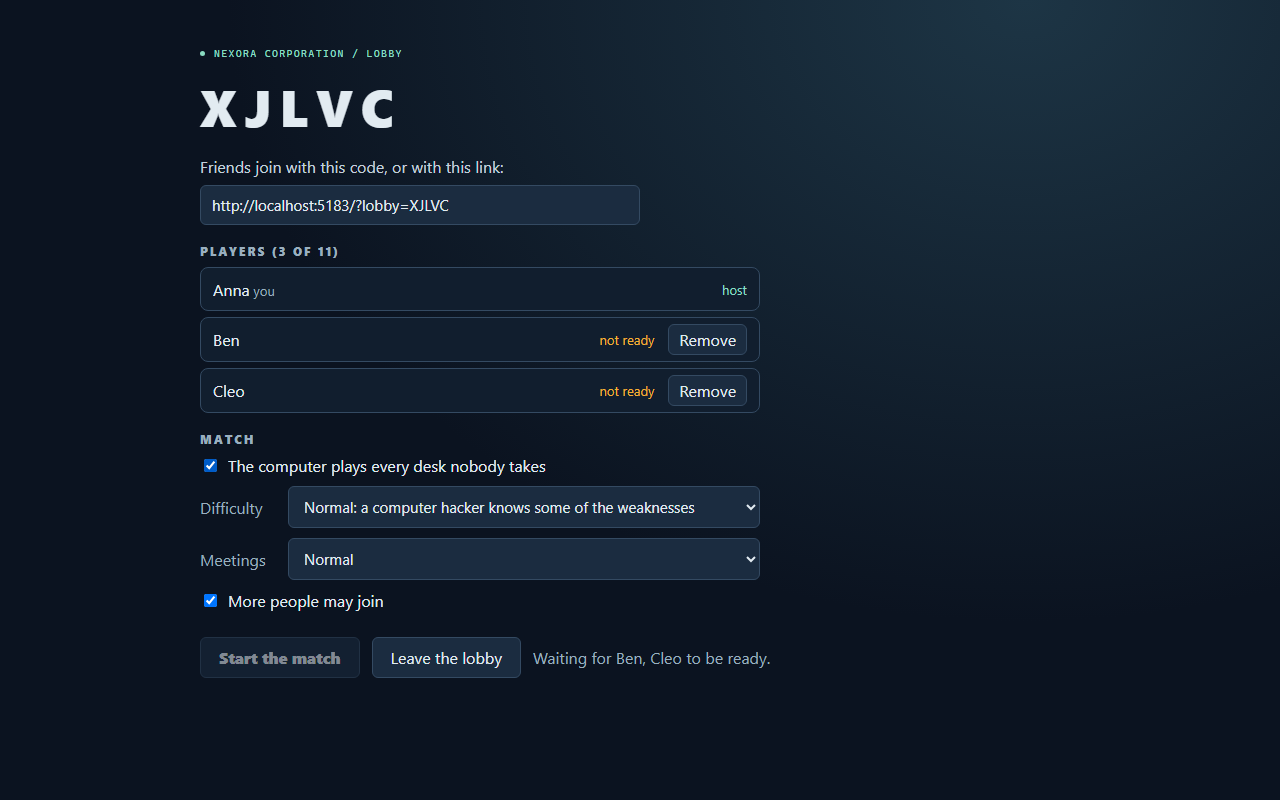 NEXORA CORPORATION / LOBBY
XJLVC
Friends join with this code, or with this link:
http://localhost:5183/?lobby=XJLVC
PLAYERS (3 OF 11)
Anna you host
Ben not ready Remove
Cleo not ready Remove
MATCH
The computer plays every desk nobody takes
Difficulty Normal: a computer hacker knows some of the weaknesses
Meetings Normal
More people may join
Start the match Leave the lobby Waiting for Ben, Cleo to be ready.